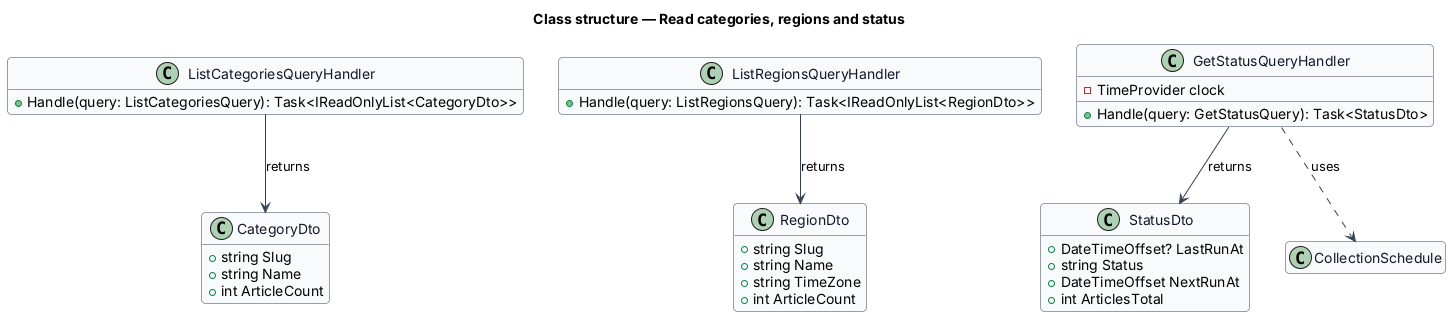 Class structure — Read categories, regions and status
C ListCategoriesQueryHandler
Handle(query: ListCategoriesQuery): Task<IReadOnlyList<CategoryDto>>
C ListRegionsQueryHandler
Handle(query: ListRegionsQuery): Task<IReadOnlyList<RegionDto>>
C GetStatusQueryHandler
TimeProvider clock
Handle(query: GetStatusQuery): Task<StatusDto>
returns
returns
returns
uses
C CategoryDto
string Slug
string Name
int ArticleCount
C RegionDto
string Slug
string Name
string TimeZone
int ArticleCount
C StatusDto
DateTimeOffset? LastRunAt
string Status
DateTimeOffset NextRunAt
int ArticlesTotal
C CollectionSchedule